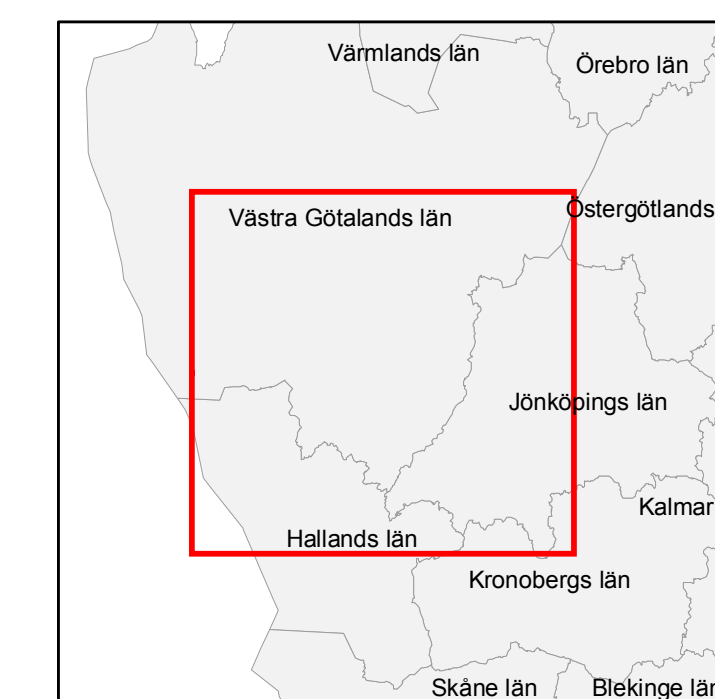 Värmlands län
Örebro län
Västra Götalands län
Östergötlands
Jönköpings län
Kalmar
Hallands län
Kronobergs län
Skåne län
Blekinge län